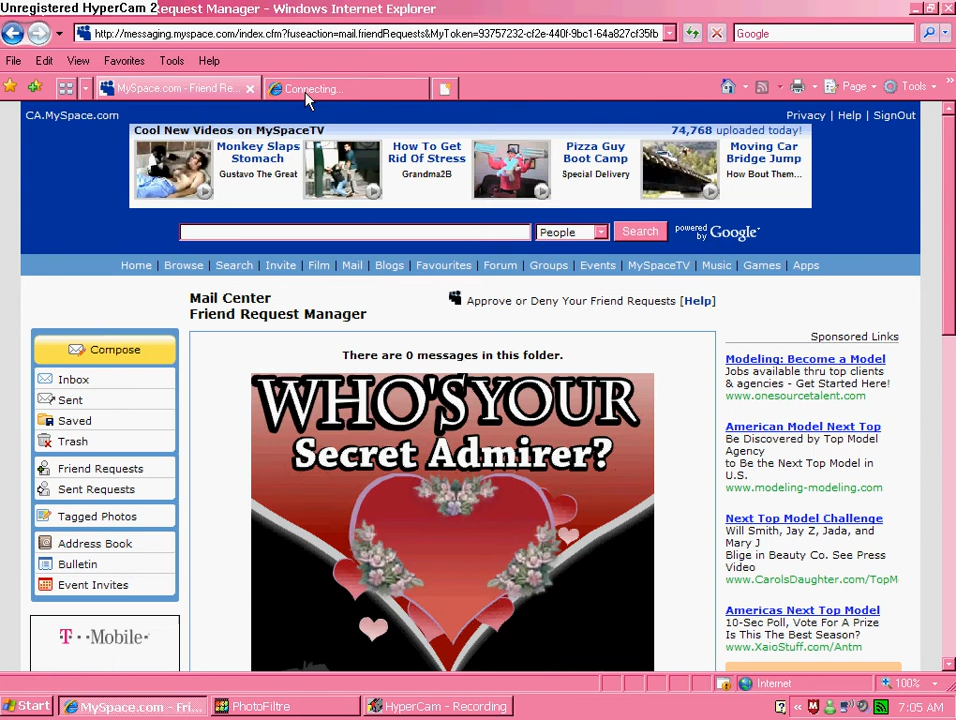 Unregistered HyperCam 2
equest Manager - Windows Internet Explorer
http://messaging.myspace.com/index.cfm?fuseaction=mail.friendRequests&MyToken=93757232-cf2e-440f-9bc1-64a827cf35fb
Google
File Edit View Favorites Tools Help
MySpace.com - Friend Re...
Connecting...
Page
Tools
CA.MySpace.com
Privacy | Help | SignOut
Cool New Videos on MySpaceTV
74,768 uploaded today!
Monkey Slaps Stomach
Gustavo The Great
How To Get Rid Of Stress
Grandma2B
Pizza Guy Boot Camp
Special Delivery
Moving Car Bridge Jump
How Bout Them...
People
Search
powered by Google
Home | Browse | Search | Invite | Film | Mail | Blogs | Favourites | Forum | Groups | Events | MySpaceTV | Music | Games | Apps
Mail Center
Friend Request Manager
Approve or Deny Your Friend Requests [Help]
Compose
Inbox
Sent
Saved
Trash
Friend Requests
Sent Requests
Tagged Photos
Address Book
Bulletin
Event Invites
T··Mobile·
There are 0 messages in this folder.
WHO'S YOUR
Secret Admirer?
Sponsored Links
Modeling: Become a Model
Jobs available thru top clients
& agencies - Get Started Here!
www.onesourcetalent.com
American Model Next Top
Be Discovered by Top Model
Agency
to Be the Next Top Model in
U.S.
www.modeling-modeling.com
Next Top Model Challenge
Will Smith, Jay Z, Jada, and
Mary J
Blige in Beauty Co. See Press
Video
www.CarolsDaughter.com/TopM
Americas Next Top Model
10-Sec Poll, Vote For A Prize
Is This The Best Season?
www.XaioStuff.com/Antm
Internet
100%
Start
MySpace.com - Fri...
PhotoFiltre
HyperCam - Recording
7:05 AM